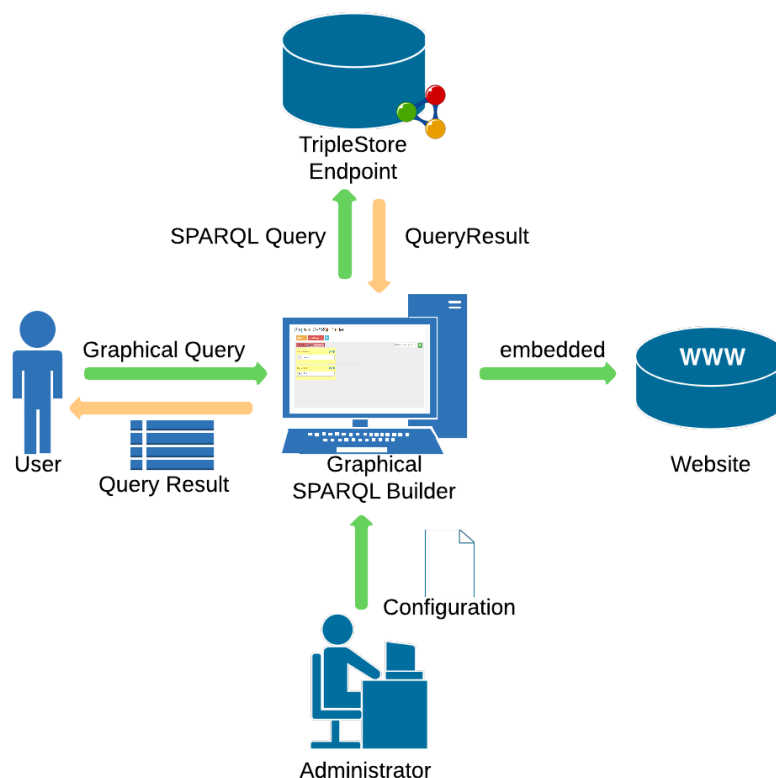 TripleStore
Endpoint
SPARQL Query
QueryResult
Graphical Query
embedded
WWW
User
Query Result
Graphical
SPARQL Builder
Website
Configuration
Administrator